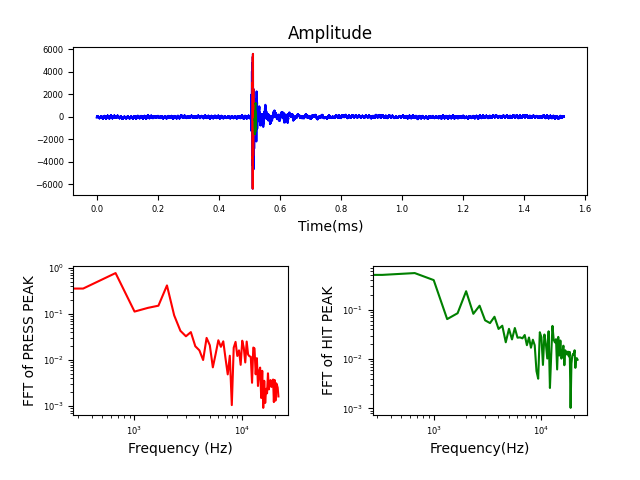 Amplitude
6000
4000
2000
0
−2000
−4000
−6000
0.0 0.2 0.4 0.6 0.8 1.0 1.2 1.4 1.6
Time(ms)
FFT of PRESS PEAK
10⁰
10⁻¹
10⁻²
10⁻³
10³ 10⁴
Frequency (Hz)
FFT of HIT PEAK
10⁻¹
10⁻²
10⁻³
10³ 10⁴
Frequency(Hz)